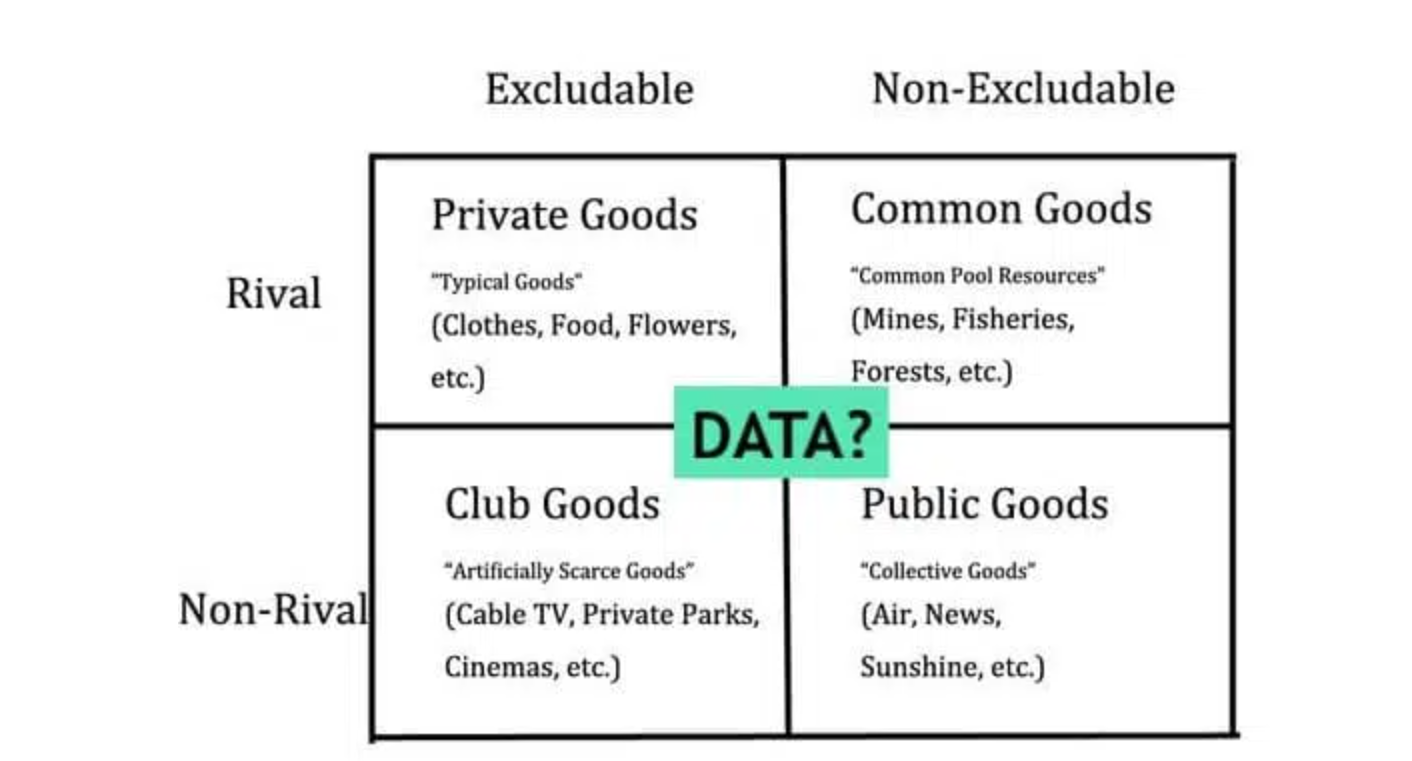 Excludable
Non-Excludable
Rival
Private Goods
"Typical Goods"
(Clothes, Food, Flowers,
etc.)
Common Goods
"Common Pool Resources"
(Mines, Fisheries,
Forests, etc.)
DATA?
Non-Rival
Club Goods
"Artificially Scarce Goods"
(Cable TV, Private Parks,
Cinemas, etc.)
Public Goods
"Collective Goods"
(Air, News,
Sunshine, etc.)